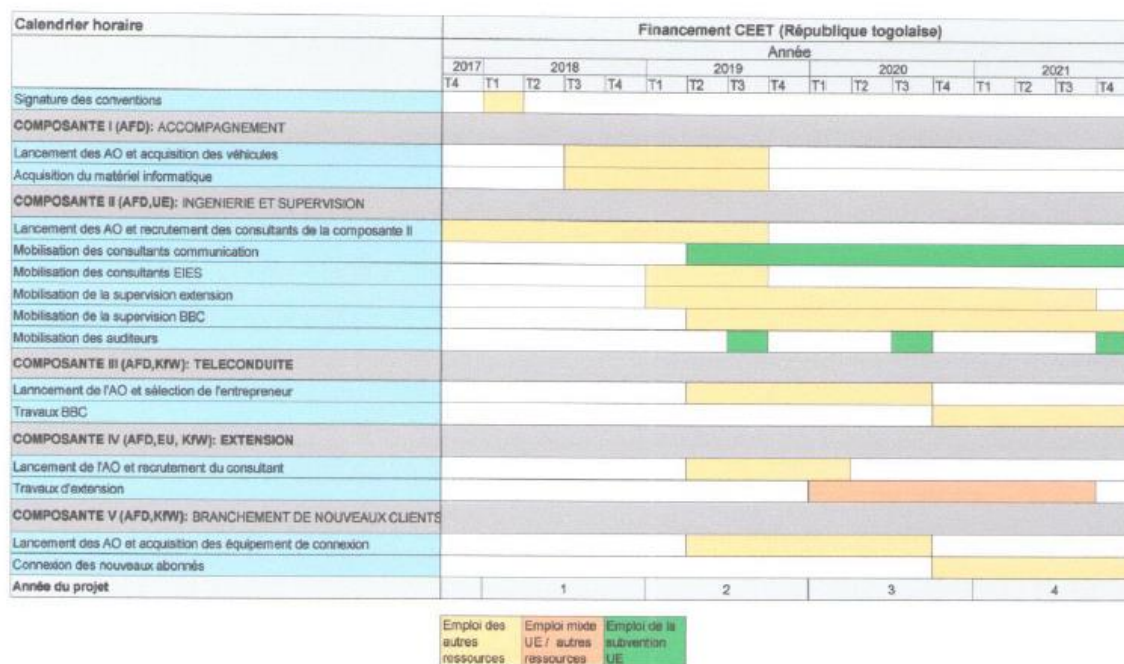 Calendrier horaire
Financement CEET (République togolaise)
Année
2017 2018 2019 2020 2021
T4 T1 T2 T3 T4 T1 T2 T3 T4 T1 T2 T3 T4 T1 T2 T3 T4
Signature des conventions
COMPOSANTE I (AFD): ACCOMPAGNEMENT
Lancement des AO et acquisition des véhicules
Acquisition du matériel informatique
COMPOSANTE II (AFD,UE): INGENIERIE ET SUPERVISION
Lancement des AO et recrutement des consultants de la composante II
Mobilisation des consultants communication
Mobilisation des consultants EIES
Mobilisation de la supervision extension
Mobilisation de la supervision BBC
Mobilisation des auditeurs
COMPOSANTE III (AFD,KfW): TELECONDUITE
Lanncement de l'AO et sélection de l'entrepreneur
Travaux BBC
COMPOSANTE IV (AFD,EU, KfW): EXTENSION
Lancement de l'AO et recrutement du consultant
Travaux d'extension
COMPOSANTE V (AFD,KfW): BRANCHEMENT DE NOUVEAUX CLIENTS
Lancement des AO et acquisition des équipement de connexion
Connexion des nouveaux abonnés
Année du projet 1 2 3 4
Emploi des autres ressources
Emploi mixte UE / autres ressources
Emploi de la subvention UE